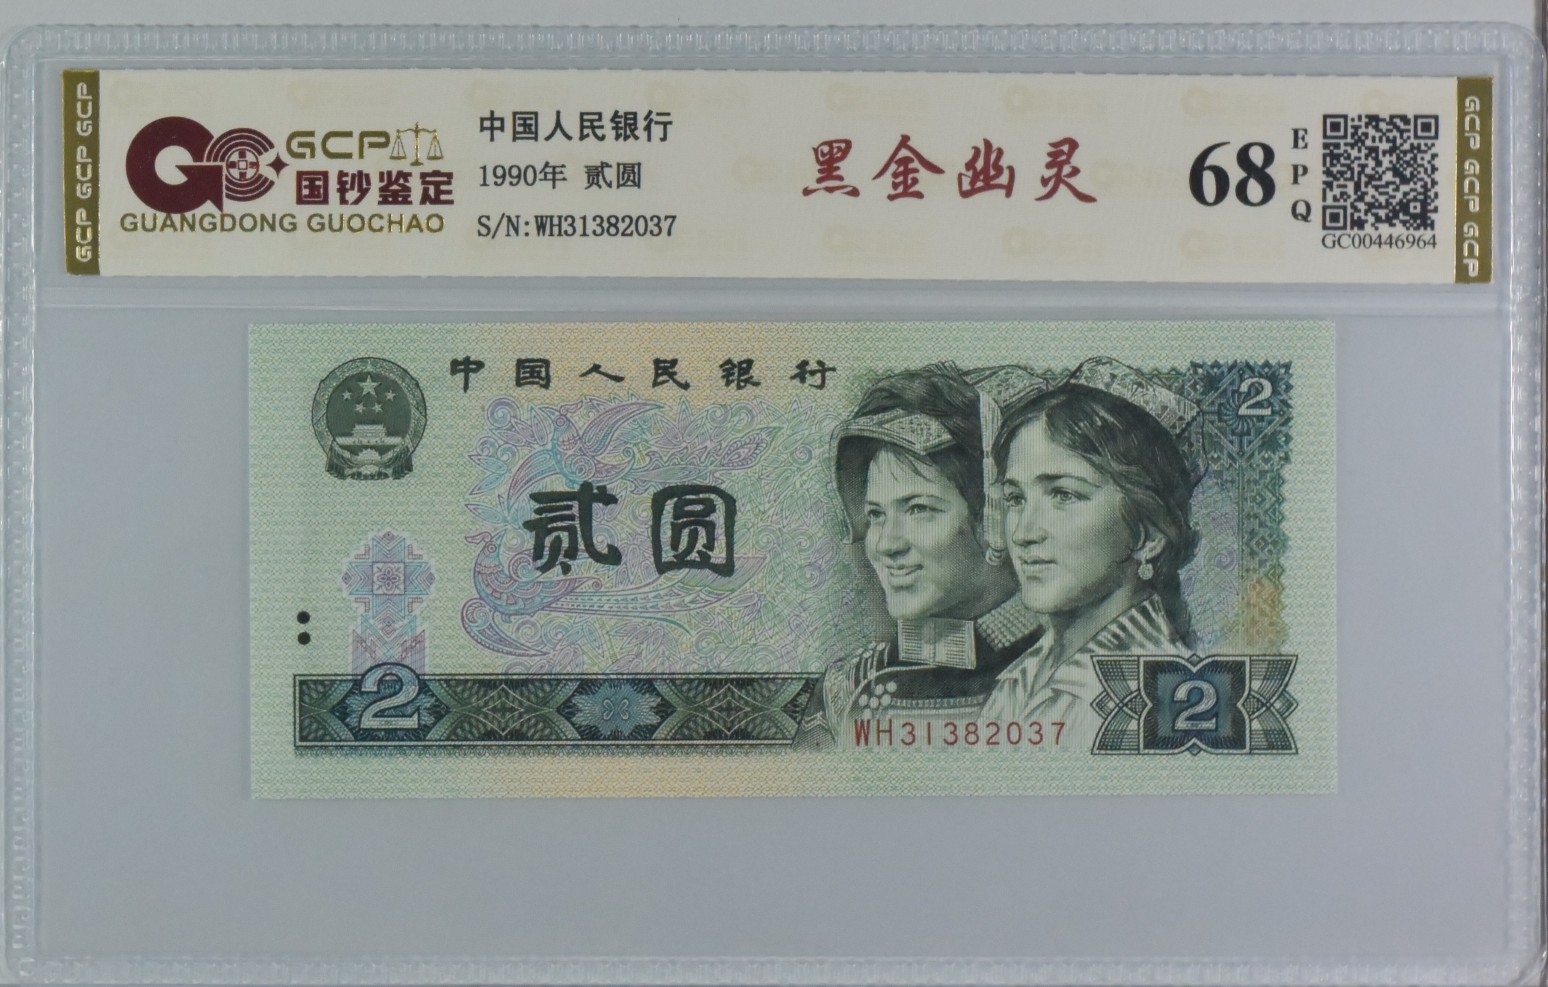 GCP GCP GCP
GCP
国钞鉴定
GUANGDONG GUOCHAO
中国人民银行
1990年 贰圆
S/N:WH31382037
黑金幽灵
68
EPQ
GC00446964
GCP GCP GCP
中国人民银行
2
贰圆
2
WH31382037
2